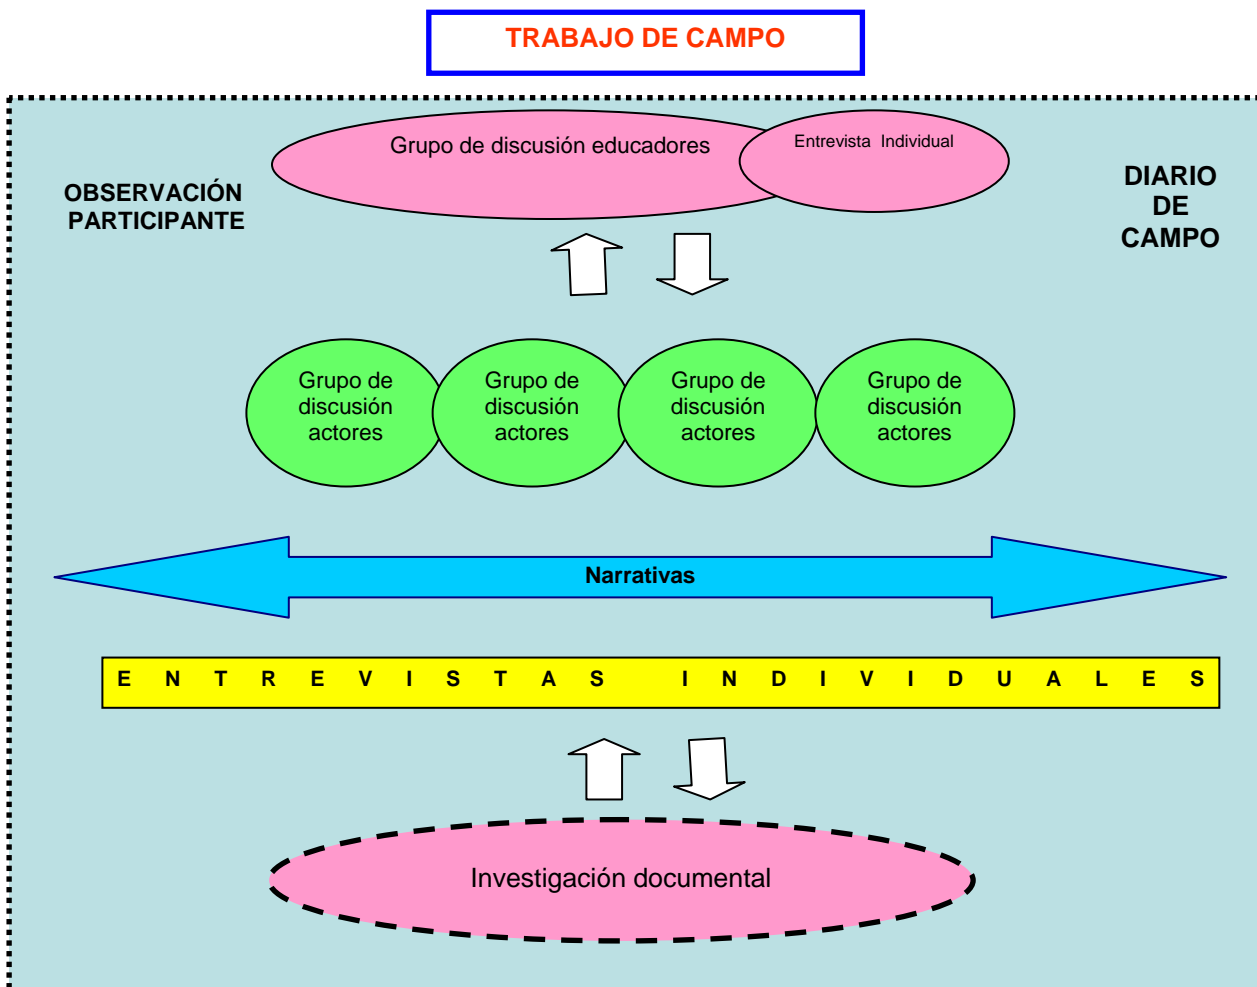 TRABAJO DE CAMPO
Grupo de discusión educadores
Entrevista Individual
OBSERVACIÓN
PARTICIPANTE
DIARIO
DE
CAMPO
Grupo de
discusión
actores
Grupo de
discusión
actores
Grupo de
discusión
actores
Grupo de
discusión
actores
Narrativas
E N T R E V I S T A S I N D I V I D U A L E S
Investigación documental